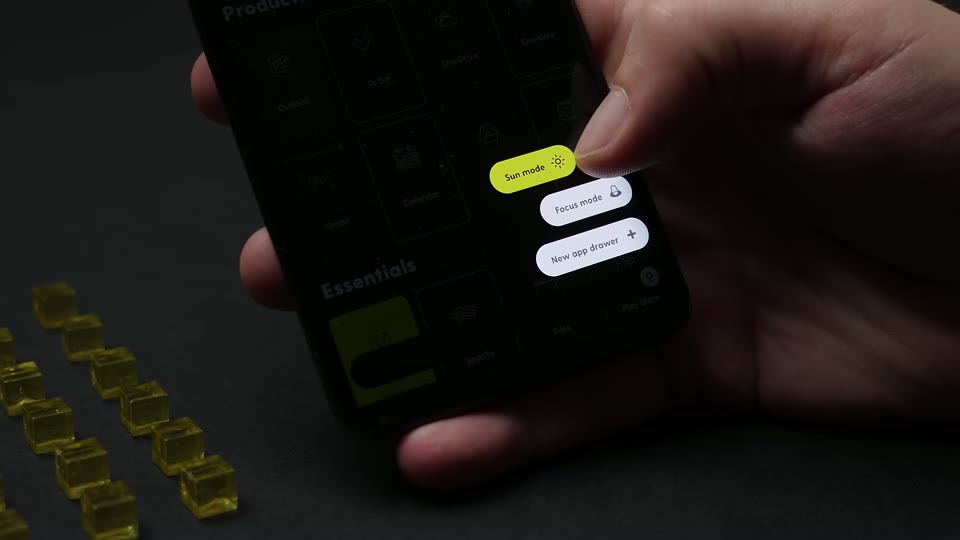 Outlook
To Do
OneDrive
OneNote
Gmail
Calendar
Sun mode
Focus mode
New app drawer
Essentials
Spotify
Files
Play Store